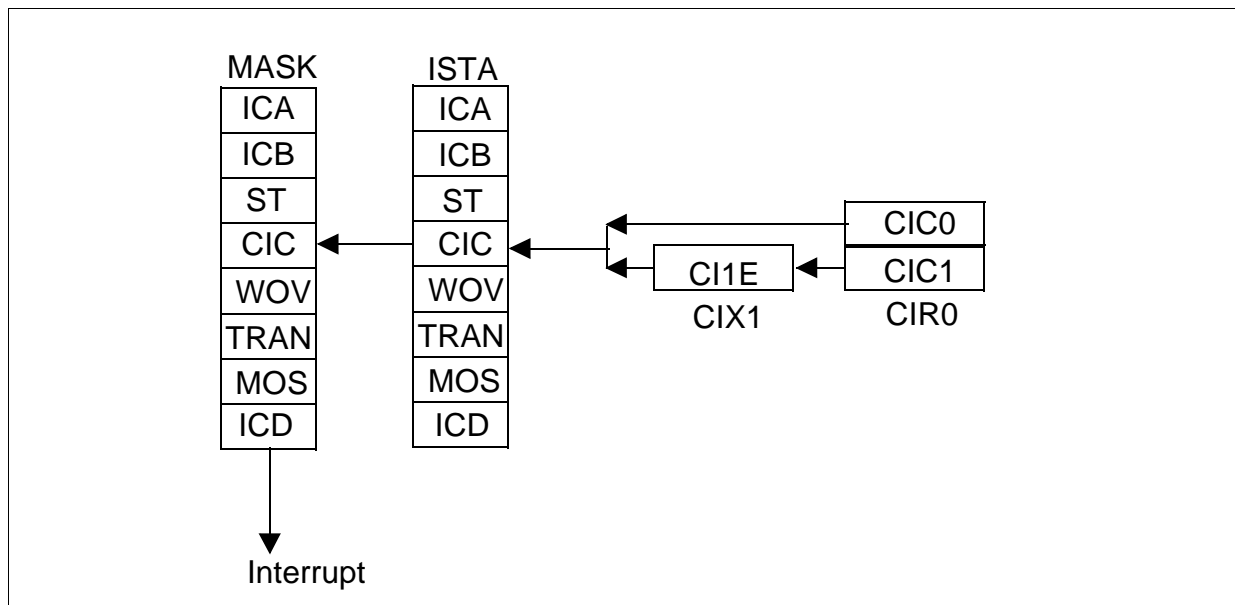 MASK ISTA
ICA ICA
ICB ICB
ST ST
CIC0
CIC CIC
CI1E CIC1
WOV WOV
CIX1 CIR0
TRAN TRAN
MOS MOS
ICD ICD
Interrupt